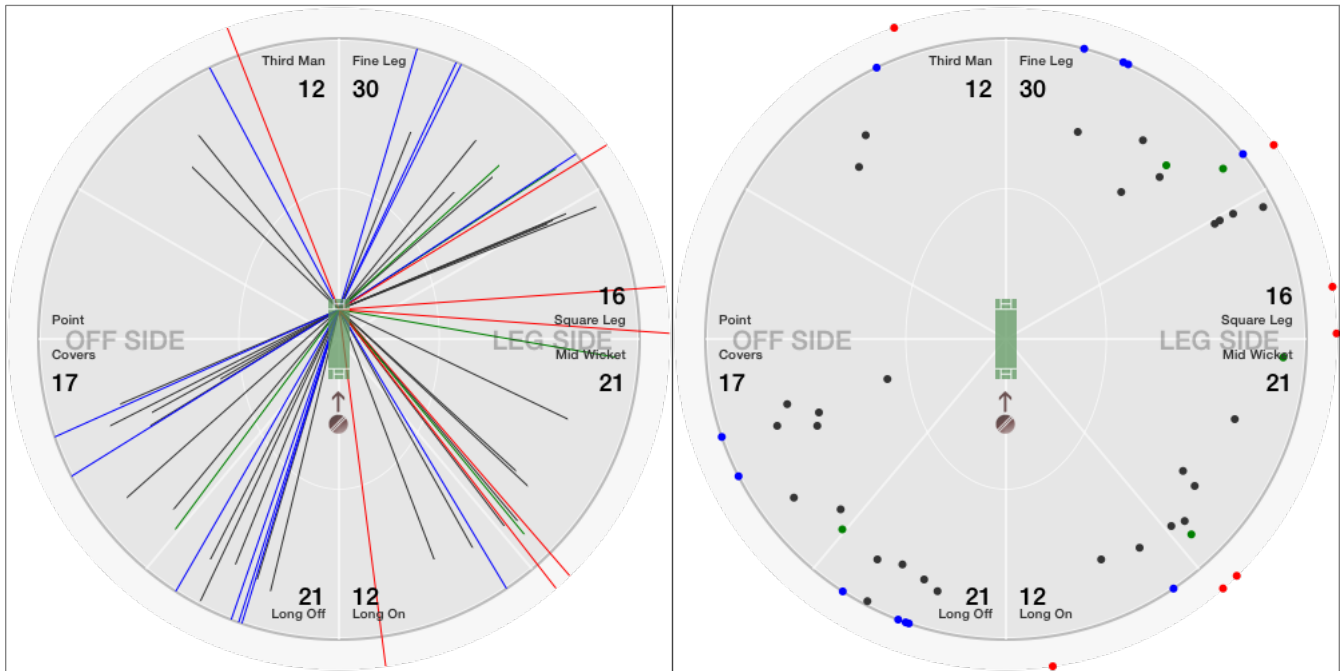 Third Man
12
Fine Leg
30
16
Square Leg
Point
OFF SIDE
LEG SIDE
Covers
17
Mid Wicket
21
21
Long Off
12
Long On
Third Man
12
Fine Leg
30
16
Square Leg
Point
OFF SIDE
LEG SIDE
Covers
17
Mid Wicket
21
21
Long Off
12
Long On